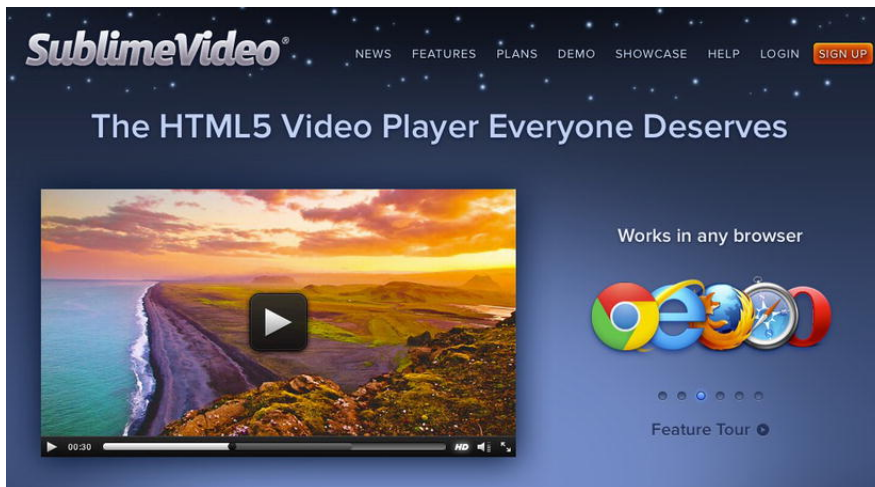 SublimeVideo®
NEWS FEATURES PLANS DEMO SHOWCASE HELP LOGIN SIGN UP
The HTML5 Video Player Everyone Deserves
Works in any browser
00:30 HD
Feature Tour